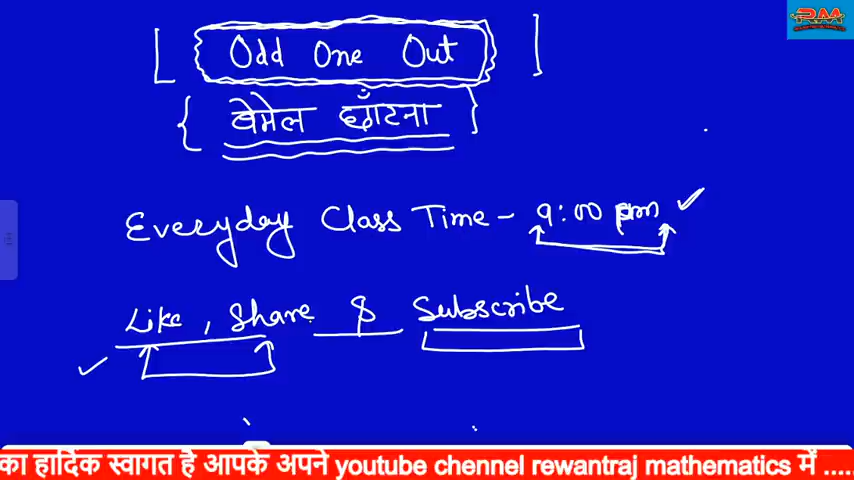 RAA
[ Odd One Out ]
{ बेमेल छाँटना }
Everyday Class Time - 9:00 pm ✓
Like, Share & Subscribe
का हार्दिक स्वागत है आपके अपने youtube chennel rewantraj mathematics में .....